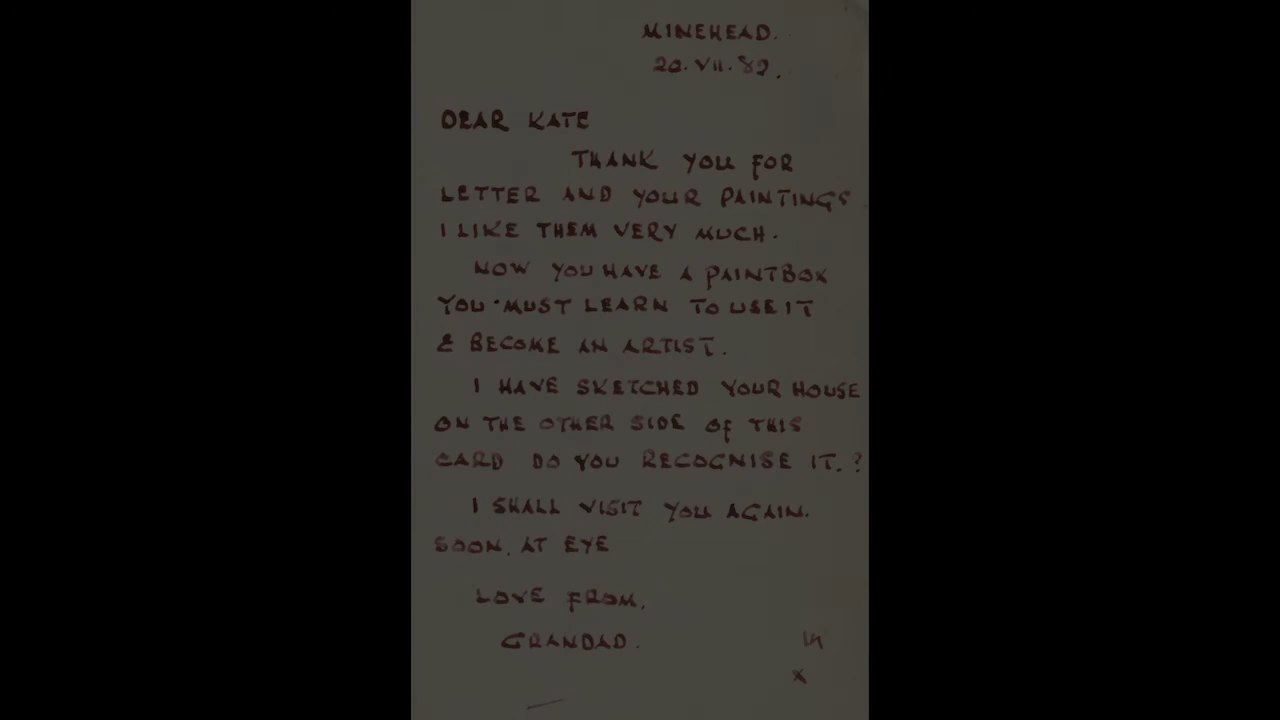 MINEHEAD.
20.VII.82.
DEAR KATE
THANK YOU FOR
LETTER AND YOUR PAINTINGS
I LIKE THEM VERY MUCH.
NOW YOU HAVE A PAINTBOX
YOU MUST LEARN TO USE IT
& BECOME AN ARTIST.
I HAVE SKETCHED YOUR HOUSE
ON THE OTHER SIDE OF THIS
CARD DO YOU RECOGNISE IT.?
I SHALL VISIT YOU AGAIN.
SOON. AT EYE
LOVE FROM,
GRANDAD.
X